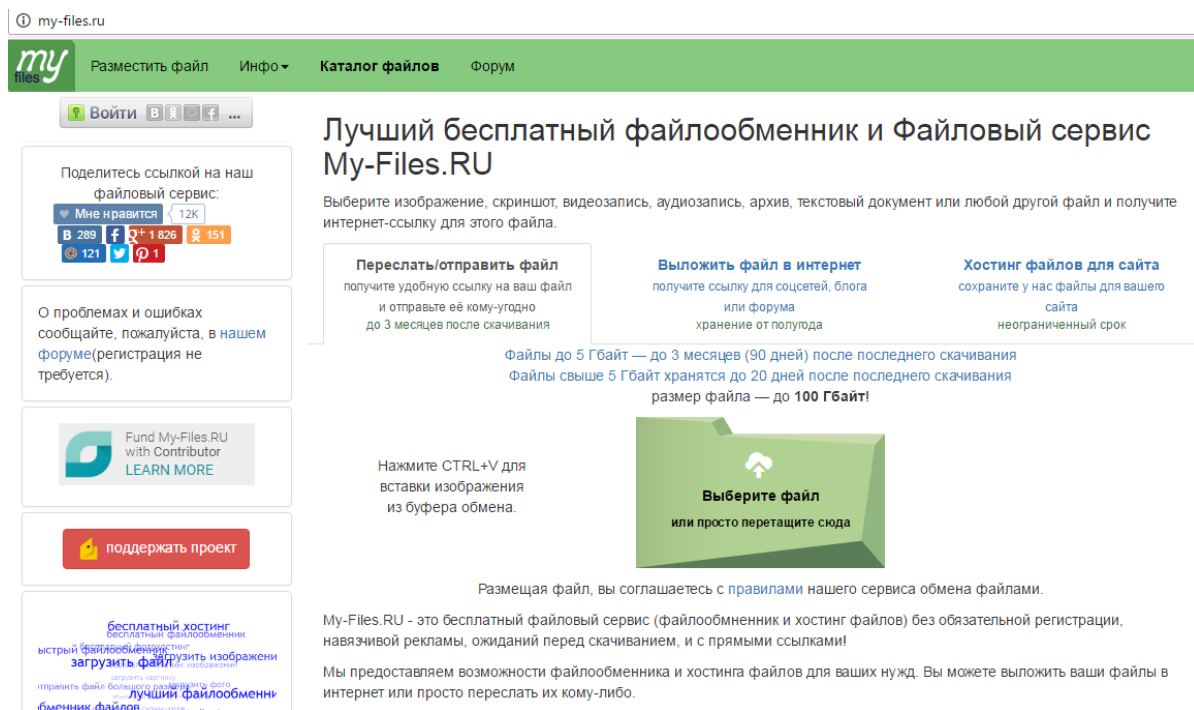 my-files.ru
my
files
Разместить файл Инфо Каталог файлов Форум
Войти ...
Поделитесь ссылкой на наш
файловый сервис:
Мне нравится 12K
В 289 f g+ 1 826 151
@ 121 1
О проблемах и ошибках
сообщайте, пожалуйста, в нашем
форуме(регистрация не
требуется).
Fund My-Files.RU
with Contributor
LEARN MORE
поддержать проект
бесплатный хостинг
бесплатный файлообменник
загрузить файл
лучший файлообменни
обменник файлов
Лучший бесплатный файлообменник и Файловый сервис
My-Files.RU
Выберите изображение, скриншот, видеозапись, аудиозапись, архив, текстовый документ или любой другой файл и получите
интернет-ссылку для этого файла.
Переслать/отправить файл
получите удобную ссылку на ваш файл
и отправьте её кому-угодно
до 3 месяцев после скачивания
Выложить файл в интернет
получите ссылку для соцсетей, блога
или форума
хранение от полугода
Хостинг файлов для сайта
сохраните у нас файлы для вашего
сайта
неограниченный срок
Файлы до 5 Гбайт — до 3 месяцев (90 дней) после последнего скачивания
Файлы свыше 5 Гбайт хранятся до 20 дней после последнего скачивания
размер файла — до 100 Гбайт!
Нажмите CTRL+V для
вставки изображения
из буфера обмена.
Выберите файл
или просто перетащите сюда
Размещая файл, вы соглашаетесь с правилами нашего сервиса обмена файлами.
My-Files.RU - это бесплатный файловый сервис (файлообмненник и хостинг файлов) без обязательной регистрации,
навязчивой рекламы, ожиданий перед скачиванием, и с прямыми ссылками!
Мы предоставляем возможности файлообменника и хостинга файлов для ваших нужд. Вы можете выложить ваши файлы в
интернет или просто переслать их кому-либо.